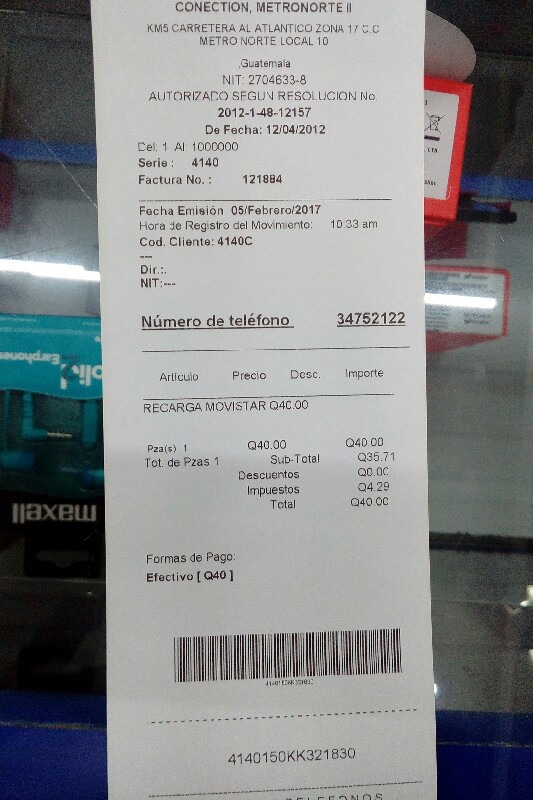 CONECTION, METRONORTE II
KM5 CARRETERA AL ATLANTICO ZONA 17 C.C
METRO NORTE LOCAL 10
,Guatemala
NIT: 2704633-8
AUTORIZADO SEGUN RESOLUCION No.
2012-1-48-12157
De Fecha: 12/04/2012
Del: 1 Al: 1000000
Serie : 4140
Factura No. : 121884
Fecha Emisión 05/Febrero/2017
Hora de Registro del Movimiento: 10:33 am
Cod. Cliente: 4140C
---
Dir.:.
NIT:---
Número de teléfono 34752122
Artículo Precio Desc. Importe
RECARGA MOVISTAR Q40.00
Pza(s) 1 Q40.00 Q40.00
Tot. de Pzas 1 Sub-Total Q35.71
Descuentos Q0.00
Impuestos Q4.29
Total Q40.00
Formas de Pago:
Efectivo [ Q40 ]
4140150KK321830
4140150KK321830
maxell
Earphones